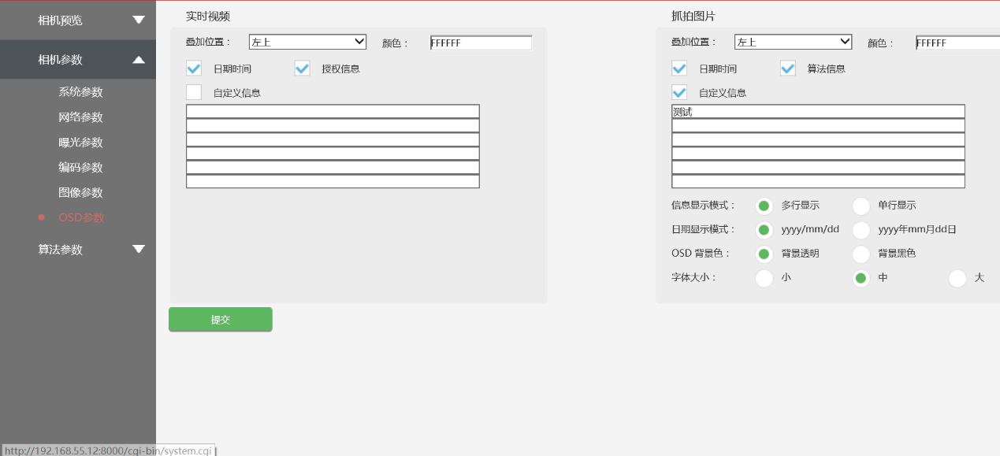 相机预览
相机参数
系统参数
网络参数
曝光参数
编码参数
图像参数
OSD参数
算法参数
实时视频
叠加位置： 左上 颜色： FFFFFF
日期时间 授权信息
自定义信息
提交
抓拍图片
叠加位置： 左上 颜色： FFFFFF
日期时间 算法信息
自定义信息
测试
信息显示模式： 多行显示 单行显示
日期显示模式： yyyy/mm/dd yyyy年mm月dd日
OSD 背景色： 背景透明 背景黑色
字体大小： 小 中 大
http://192.168.55.12:8000/cgi-bin/system.cgi